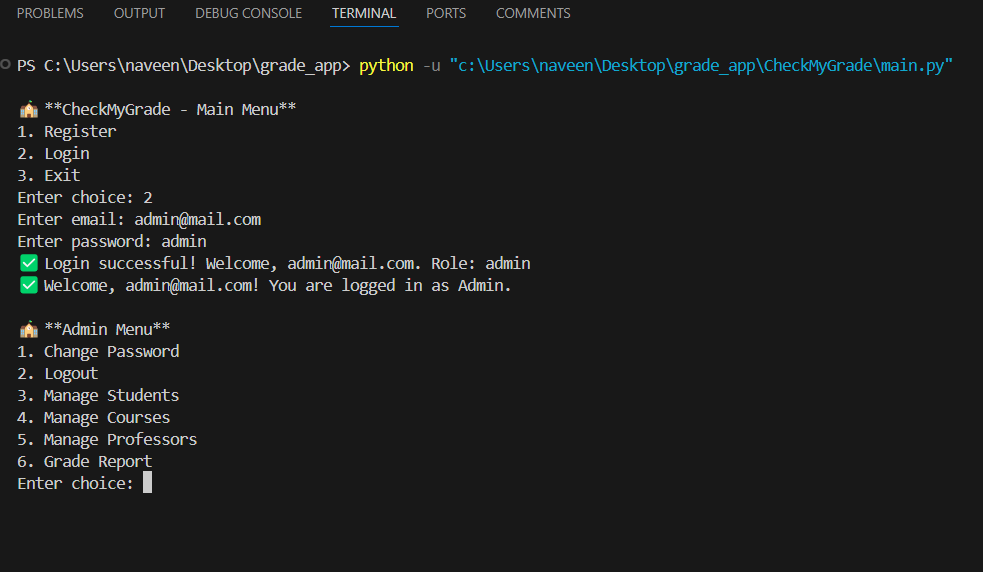 PROBLEMS OUTPUT DEBUG CONSOLE TERMINAL PORTS COMMENTS
PS C:\Users\naveen\Desktop\grade_app> python -u "c:\Users\naveen\Desktop\grade_app\CheckMyGrade\main.py"
**CheckMyGrade - Main Menu**
1. Register
2. Login
3. Exit
Enter choice: 2
Enter email: admin@mail.com
Enter password: admin
✅ Login successful! Welcome, admin@mail.com. Role: admin
✅ Welcome, admin@mail.com! You are logged in as Admin.
**Admin Menu**
1. Change Password
2. Logout
3. Manage Students
4. Manage Courses
5. Manage Professors
6. Grade Report
Enter choice: